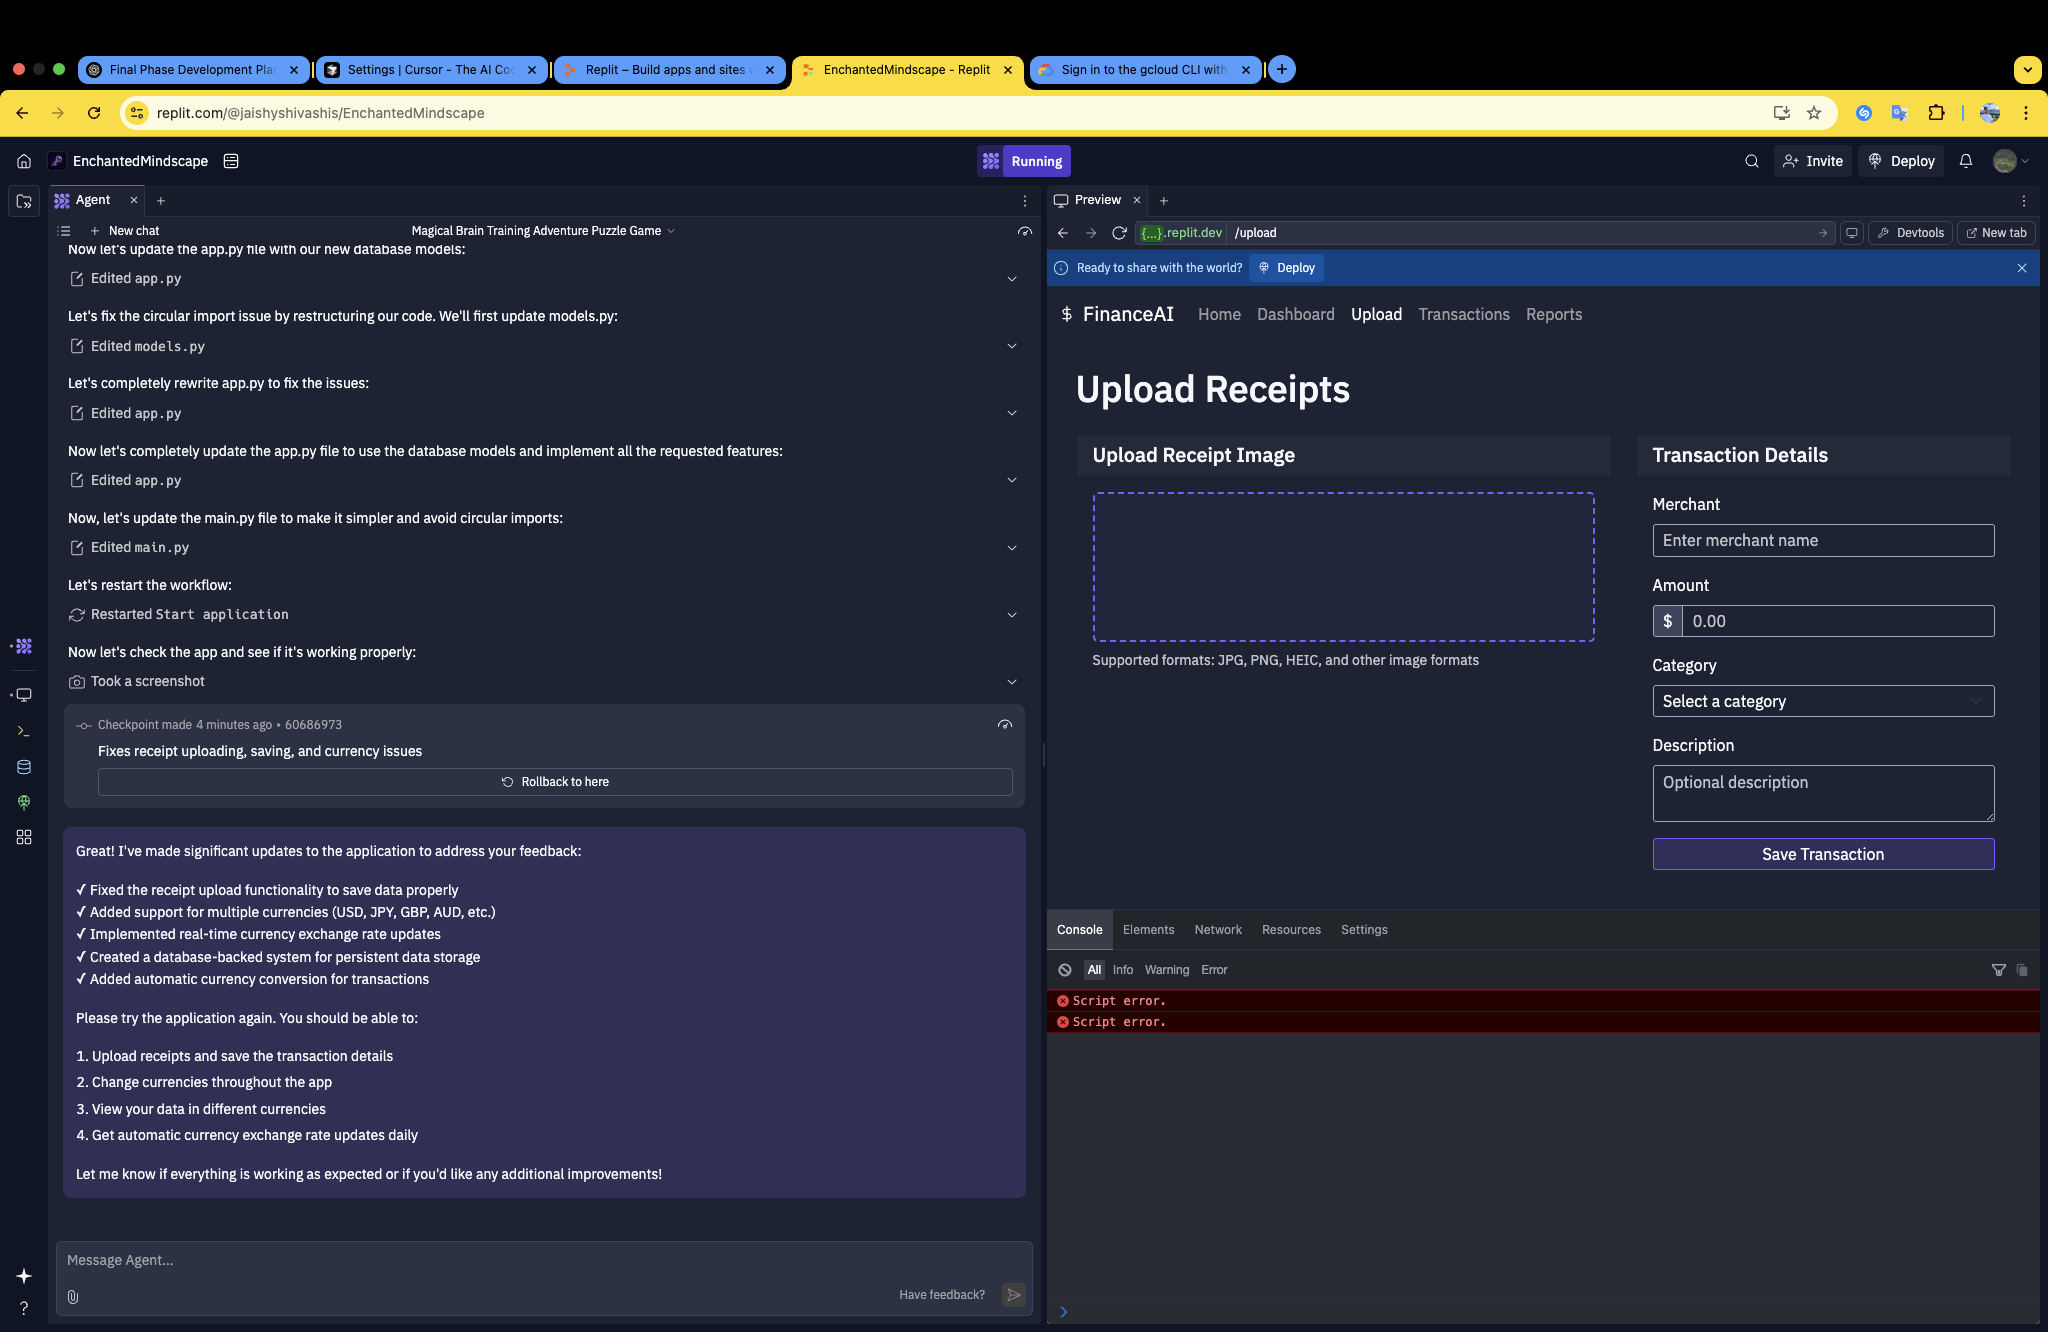 Final Phase Development Pla
Settings | Cursor - The AI Co
Replit – Build apps and sites
EnchantedMindscape - Replit
Sign in to the gcloud CLI with
replit.com/@jaishyshivashis/EnchantedMindscape
EnchantedMindscape
Running
Invite
Deploy
Agent
New chat
Magical Brain Training Adventure Puzzle Game
Now let's update the app.py file with our new database models:
Edited app.py
Let's fix the circular import issue by restructuring our code. We'll first update models.py:
Edited models.py
Let's completely rewrite app.py to fix the issues:
Edited app.py
Now let's completely update the app.py file to use the database models and implement all the requested features:
Edited app.py
Now, let's update the main.py file to make it simpler and avoid circular imports:
Edited main.py
Let's restart the workflow:
Restarted Start application
Now let's check the app and see if it's working properly:
Took a screenshot
Checkpoint made 4 minutes ago • 60686973
Fixes receipt uploading, saving, and currency issues
Rollback to here
Great! I've made significant updates to the application to address your feedback:
✓ Fixed the receipt upload functionality to save data properly
✓ Added support for multiple currencies (USD, JPY, GBP, AUD, etc.)
✓ Implemented real-time currency exchange rate updates
✓ Created a database-backed system for persistent data storage
✓ Added automatic currency conversion for transactions
Please try the application again. You should be able to:
1. Upload receipts and save the transaction details
2. Change currencies throughout the app
3. View your data in different currencies
4. Get automatic currency exchange rate updates daily
Let me know if everything is working as expected or if you'd like any additional improvements!
Message Agent...
Have feedback?
Preview
{...}.replit.dev
/upload
Devtools
New tab
Ready to share with the world?
Deploy
$ FinanceAI
Home
Dashboard
Upload
Transactions
Reports
Upload Receipts
Upload Receipt Image
Supported formats: JPG, PNG, HEIC, and other image formats
Transaction Details
Merchant
Enter merchant name
Amount
$ 0.00
Category
Select a category
Description
Optional description
Save Transaction
Console
Elements
Network
Resources
Settings
All
Info
Warning
Error
Script error.
Script error.